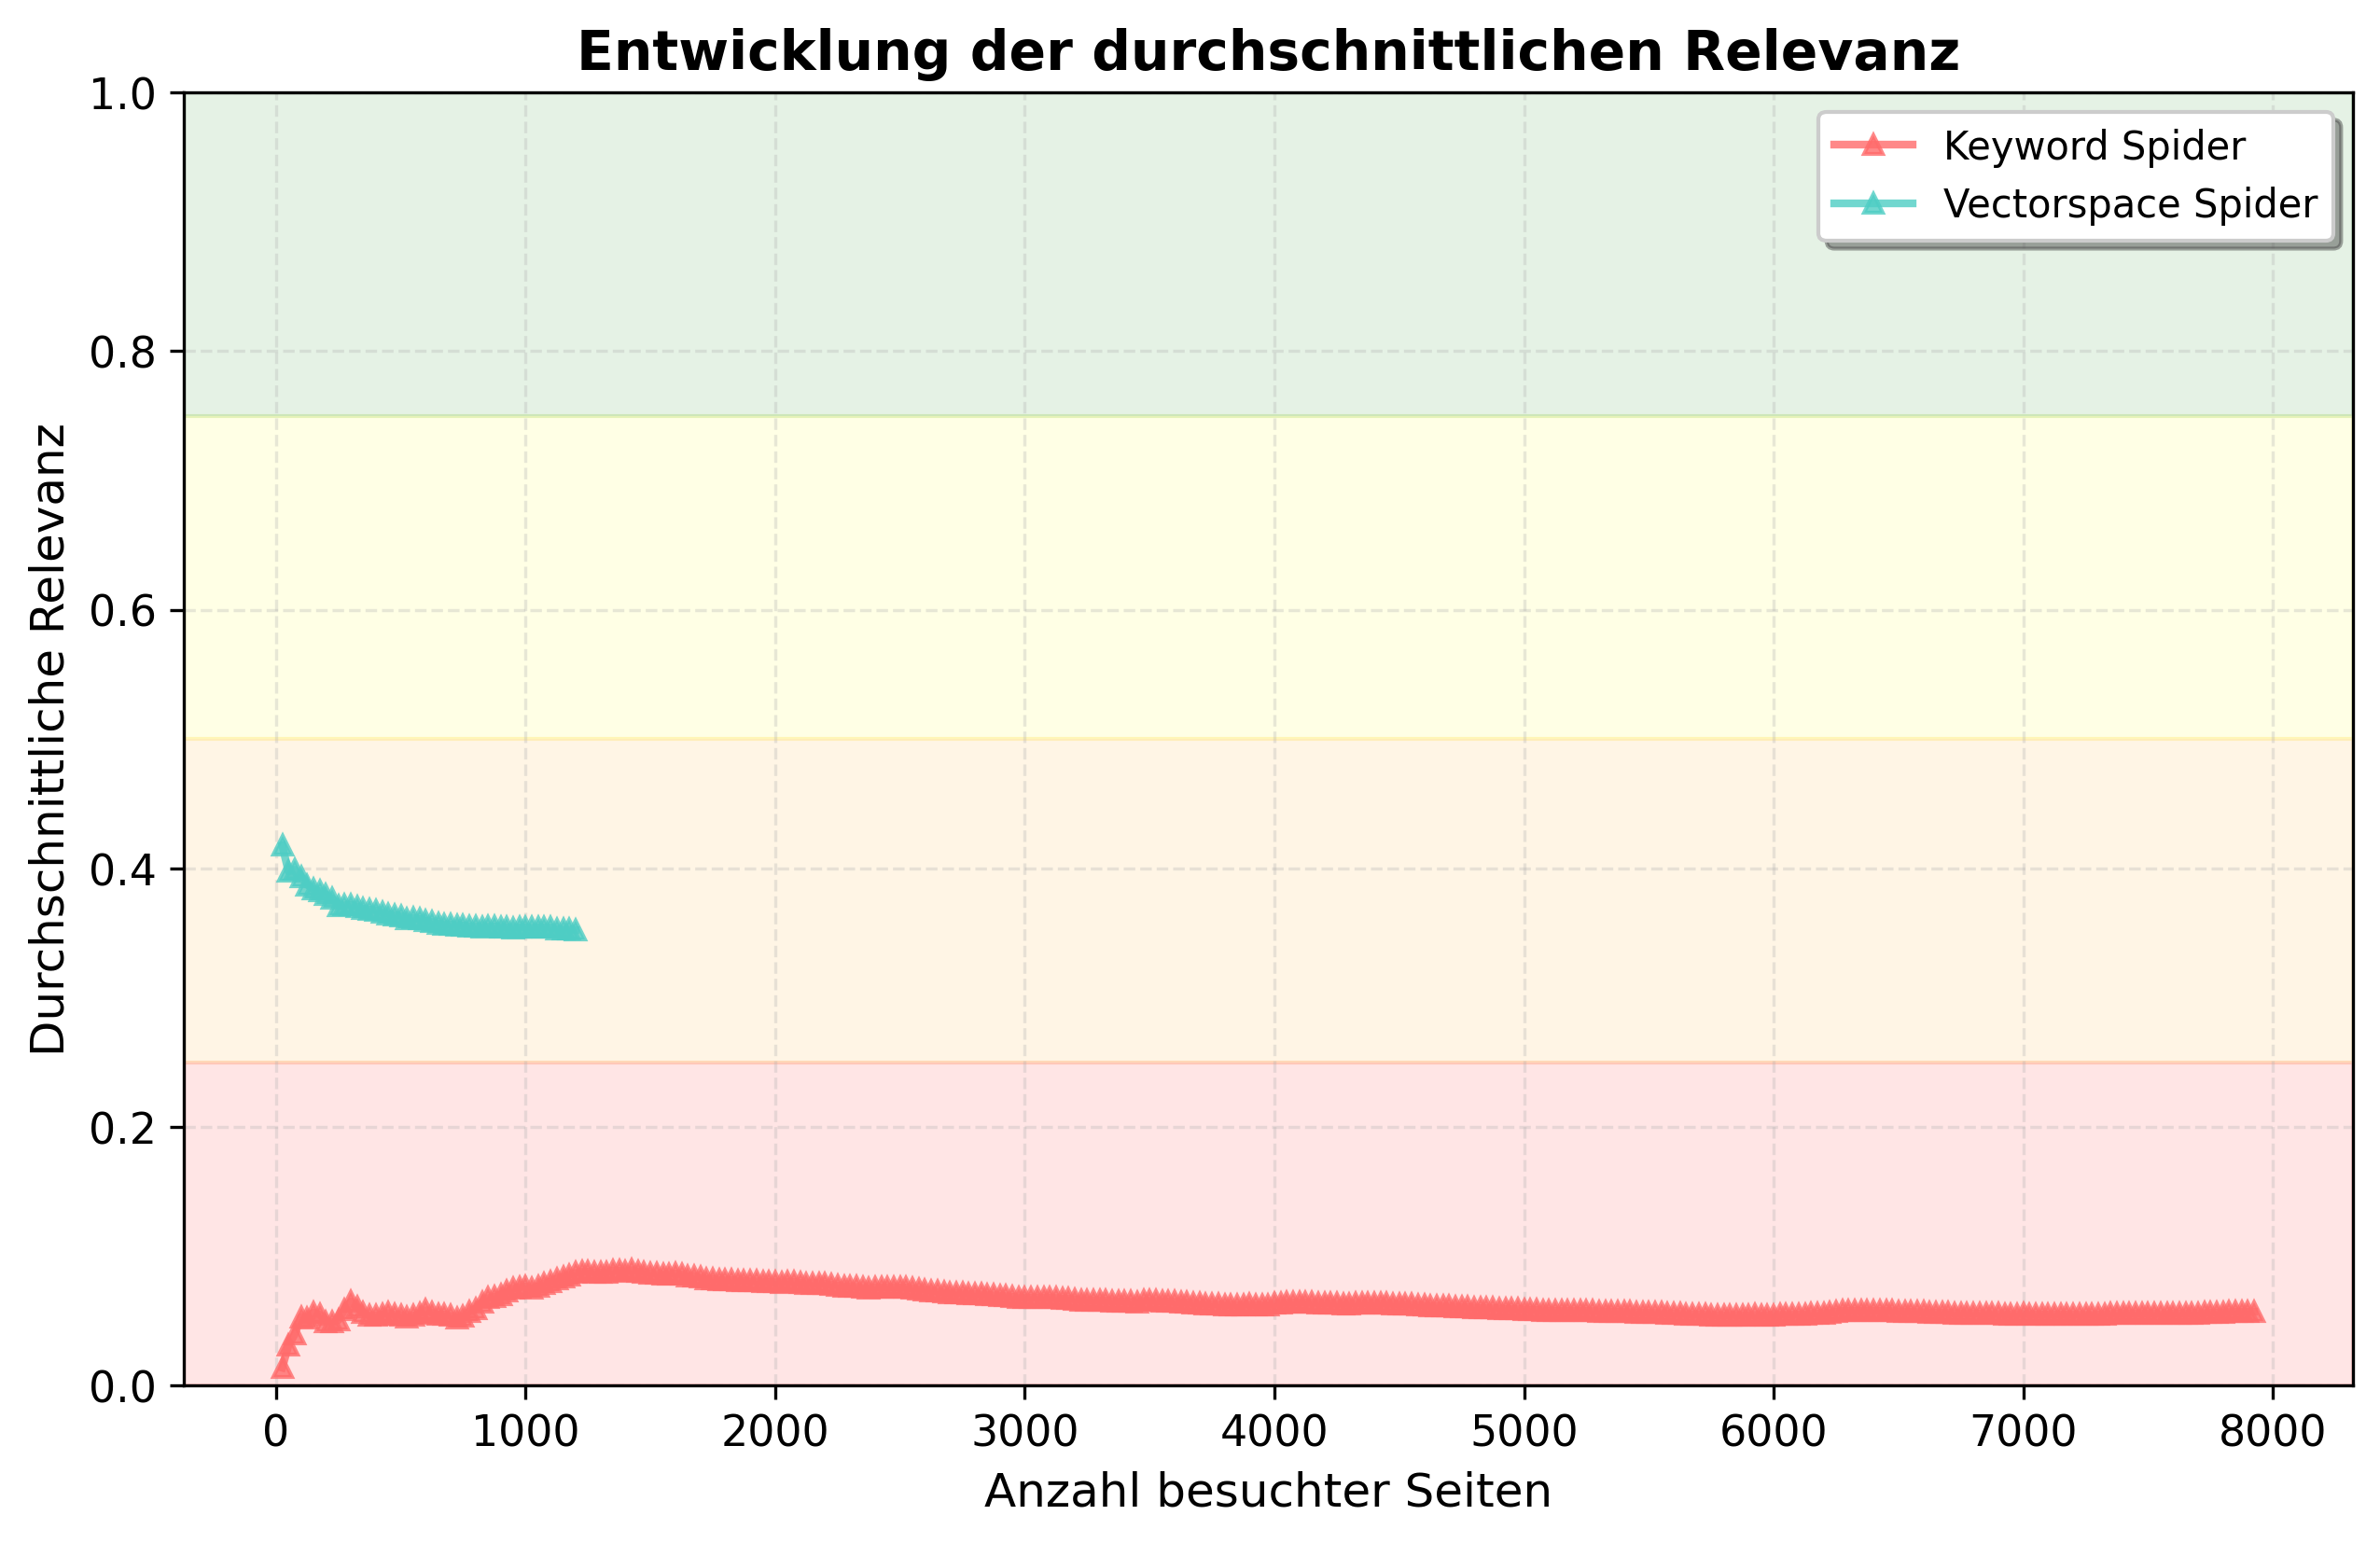 Entwicklung der durchschnittlichen Relevanz
Keyword Spider
Vectorspace Spider
Durchschnittliche Relevanz
1.0
0.8
0.6
0.4
0.2
0.0
0 1000 2000 3000 4000 5000 6000 7000 8000
Anzahl besuchter Seiten